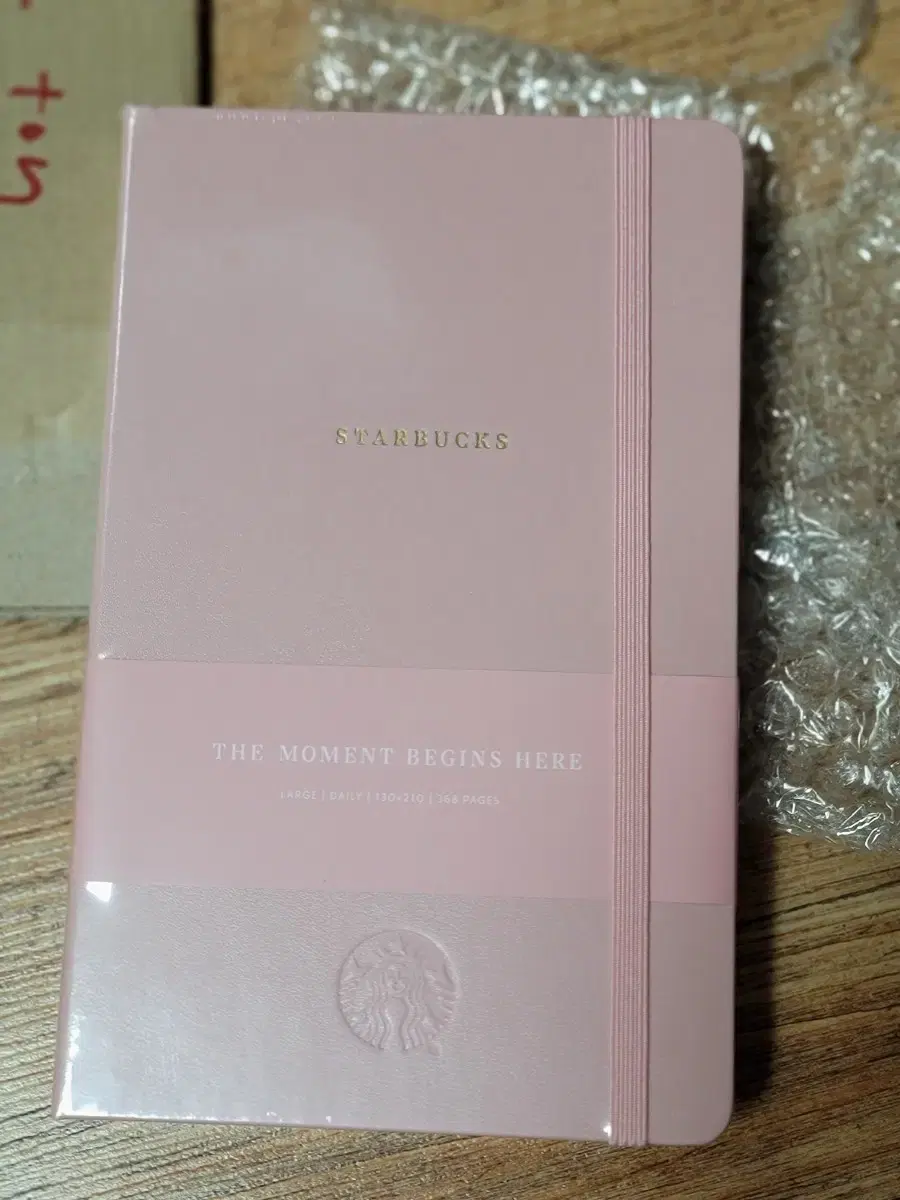 STARBUCKS
THE MOMENT BEGINS HERE
LARGE | DAILY | 130×210 | 368 PAGES